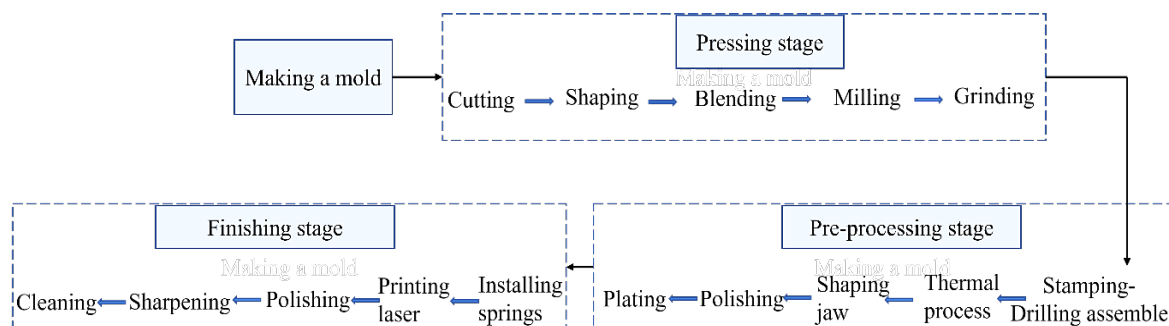 Pressing stage
Making a mold
Making a mold
Cutting
Shaping
Blending
Milling
Grinding
Pre-processing stage
Making a mold
Stamping-
Drilling assemble
Thermal
process
Shaping
jaw
Polishing
Plating
Finishing stage
Making a mold
Installing
springs
Printing
laser
Polishing
Sharpening
Cleaning